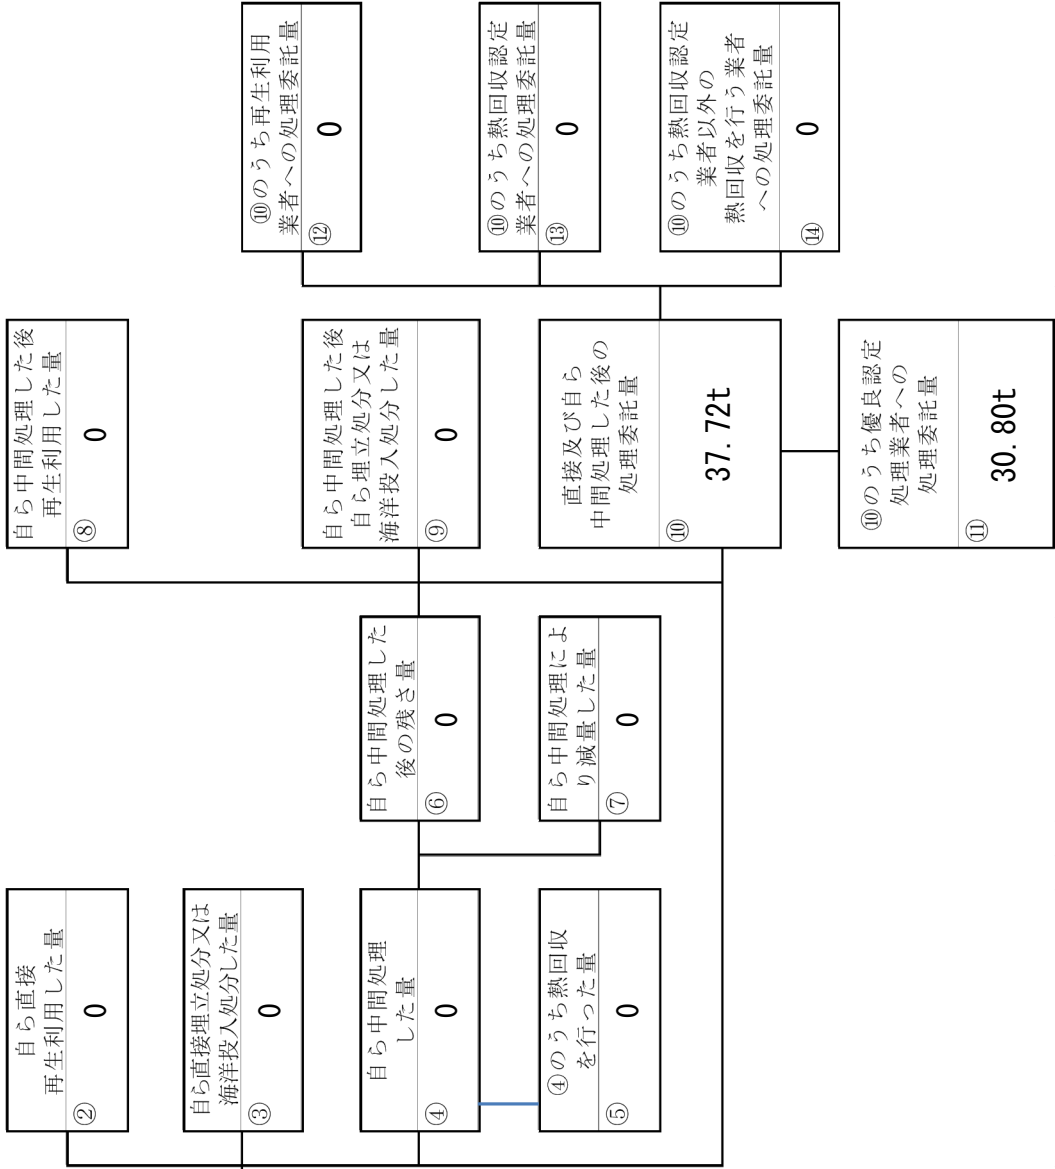 自ら直接
再生利用した量
②
0
自ら直接埋立処分又は
海洋投入処分した量
③
0
自ら中間処理
した量
④
0
④のうち熱回収
を行った量
⑤
0
自ら中間処理した
後の残さ量
⑥
0
自ら中間処理によ
り減量した量
⑦
0
自ら中間処理した後
再生利用した量
⑧
0
自ら中間処理した後
自ら埋立処分又は
海洋投入処分した量
⑨
0
直接及び自ら
中間処理した後の
処理委託量
⑩
37.72t
⑩のうち優良認定
処理業者への
処理委託量
⑪
30.80t
⑩のうち再生利用
業者への処理委託量
⑫
0
⑩のうち熱回収認定
業者への処理委託量
⑬
0
⑩のうち熱回収認定
業者以外の
熱回収を行う業者
への処理委託量
⑭
0